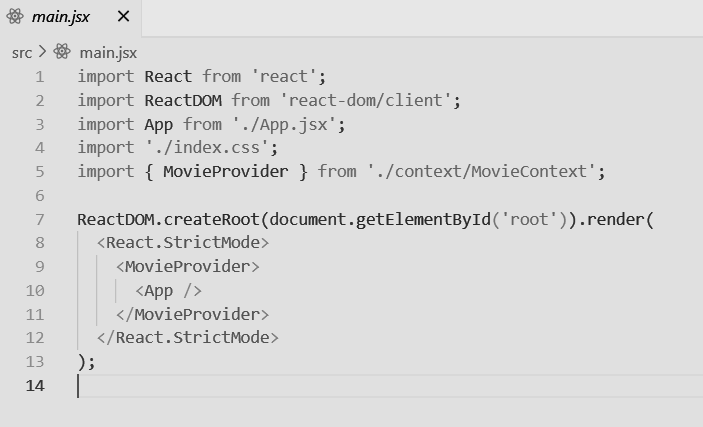 main.jsx
src > main.jsx
1 import React from 'react';
2 import ReactDOM from 'react-dom/client';
3 import App from './App.jsx';
4 import './index.css';
5 import { MovieProvider } from './context/MovieContext';
6
7 ReactDOM.createRoot(document.getElementById('root')).render(
8   <React.StrictMode>
9     <MovieProvider>
10       <App />
11     </MovieProvider>
12   </React.StrictMode>
13 );
14